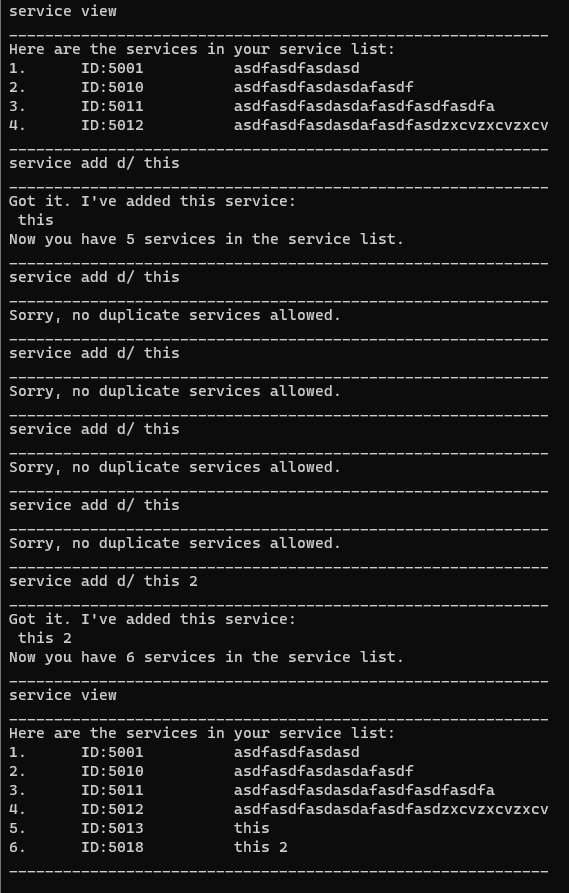 service view
____________________________________________________________
Here are the services in your service list:
1.      ID:5001          asdfasdfasdasd
2.      ID:5010          asdfasdfasdasdafasdf
3.      ID:5011          asdfasdfasdasdafasdfasdfasdfa
4.      ID:5012          asdfasdfasdasdafasdfasdzxcvzxcvzxcv
____________________________________________________________
service add d/ this
____________________________________________________________
Got it. I've added this service:
 this
Now you have 5 services in the service list.
____________________________________________________________
service add d/ this
____________________________________________________________
Sorry, no duplicate services allowed.
____________________________________________________________
service add d/ this
____________________________________________________________
Sorry, no duplicate services allowed.
____________________________________________________________
service add d/ this
____________________________________________________________
Sorry, no duplicate services allowed.
____________________________________________________________
service add d/ this
____________________________________________________________
Sorry, no duplicate services allowed.
____________________________________________________________
service add d/ this 2
____________________________________________________________
Got it. I've added this service:
 this 2
Now you have 6 services in the service list.
____________________________________________________________
service view
____________________________________________________________
Here are the services in your service list:
1.      ID:5001          asdfasdfasdasd
2.      ID:5010          asdfasdfasdasdafasdf
3.      ID:5011          asdfasdfasdasdafasdfasdfasdfa
4.      ID:5012          asdfasdfasdasdafasdfasdzxcvzxcvzxcv
5.      ID:5013          this
6.      ID:5018          this 2
____________________________________________________________